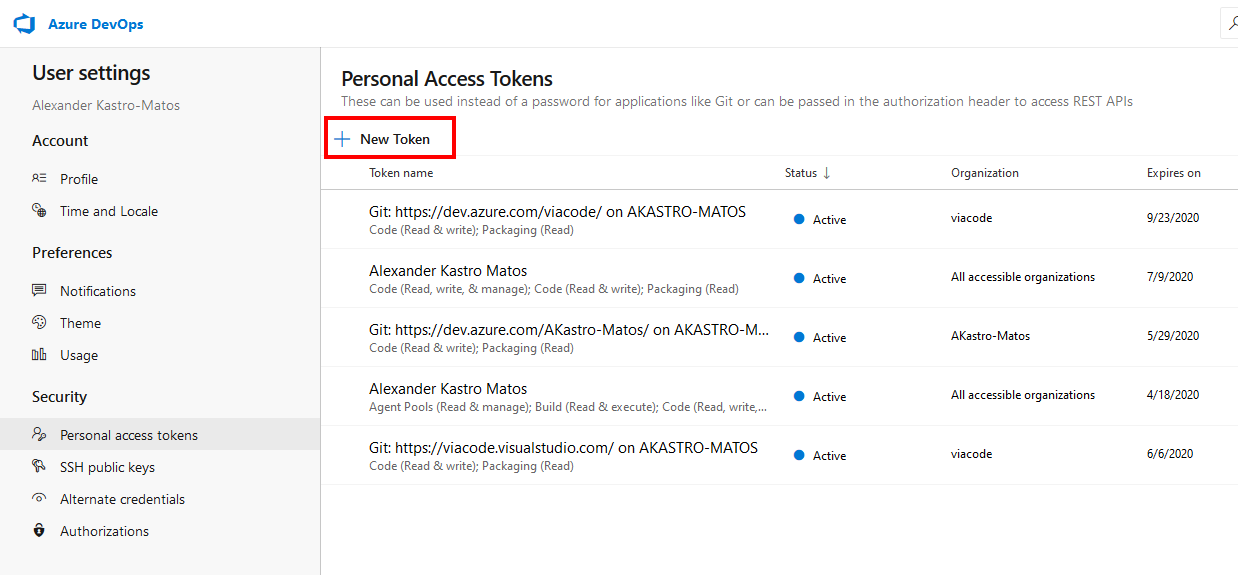 Azure DevOps
User settings
Alexander Kastro-Matos
Account
Profile
Time and Locale
Preferences
Notifications
Theme
Usage
Security
Personal access tokens
SSH public keys
Alternate credentials
Authorizations
Personal Access Tokens
These can be used instead of a password for applications like Git or can be passed in the authorization header to access REST APIs
New Token
Token name Status ↓ Organization Expires on
Git: https://dev.azure.com/viacode/ on AKASTRO-MATOS Active viacode 9/23/2020
Code (Read & write); Packaging (Read)
Alexander Kastro Matos Active All accessible organizations 7/9/2020
Code (Read, write, & manage); Code (Read & write); Packaging (Read)
Git: https://dev.azure.com/AKastro-Matos/ on AKASTRO-M... Active AKastro-Matos 5/29/2020
Code (Read & write); Packaging (Read)
Alexander Kastro Matos Active All accessible organizations 4/18/2020
Agent Pools (Read & manage); Build (Read & execute); Code (Read, write,...
Git: https://viacode.visualstudio.com/ on AKASTRO-MATOS Active viacode 6/6/2020
Code (Read & write); Packaging (Read)